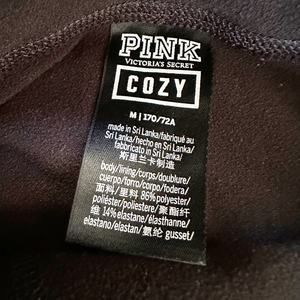 PINK
VICTORIA'S SECRET
COZY
M | 170/72A
made in Sri Lanka/fabriqué au
Sri Lanka/hecho en Sri Lanka/
fabbricato in Sri Lanka/
斯里兰卡制造
body/lining/corps/doublure/
cuerpo/forro/corpo/fodera/
面料/里料 86% polyester/
poliéster/poliestere/聚酯纤
维 14% elastane/élasthanne/
elastano/elastan/氨纶 gusset/